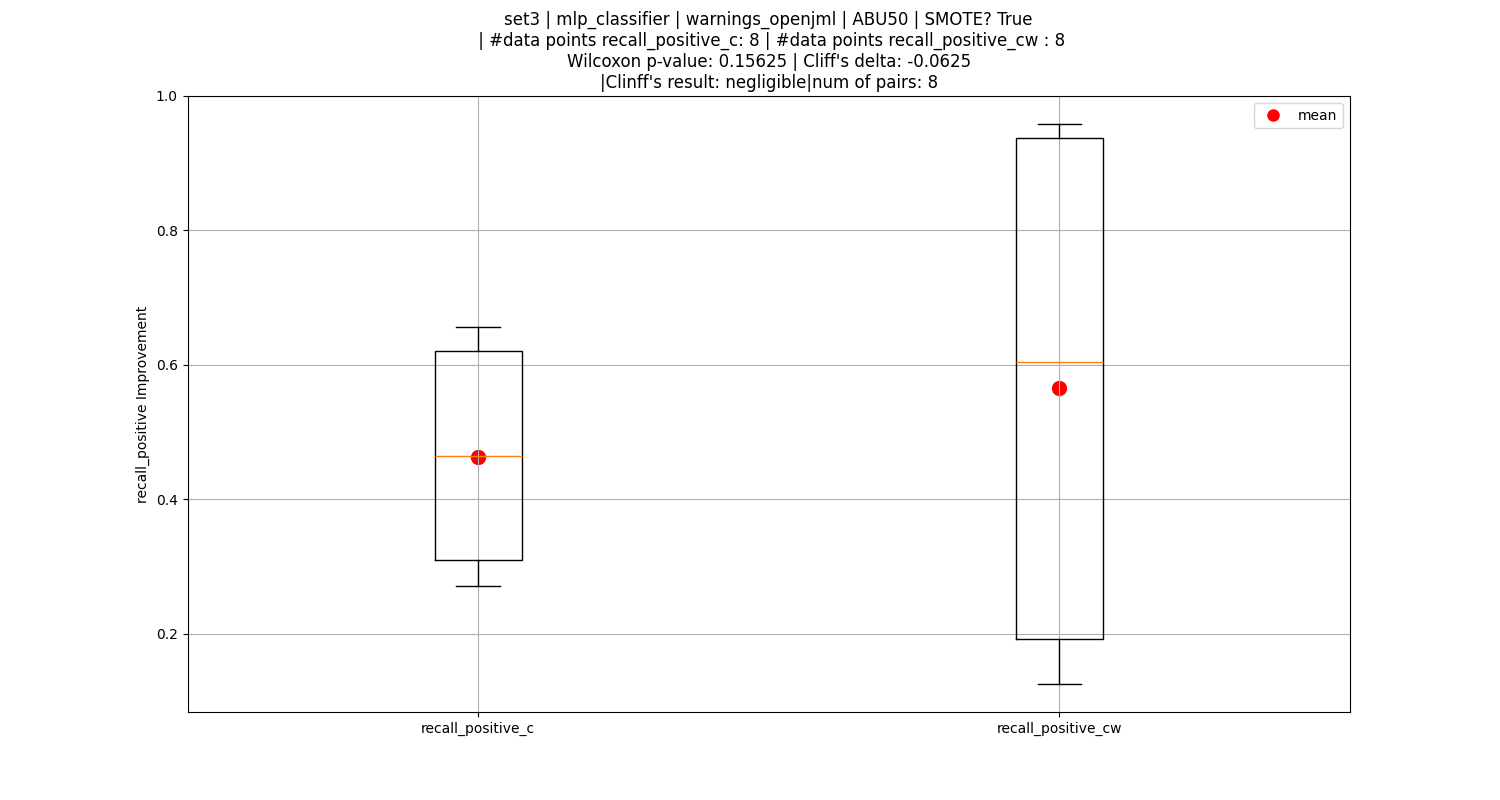 set3 | mlp_classifier | warnings_openjml | ABU50 | SMOTE? True
| #data points recall_positive_c: 8 | #data points recall_positive_cw : 8
Wilcoxon p-value: 0.15625 | Cliff's delta: -0.0625
|Clinff's result: negligible|num of pairs: 8
1.0
mean
0.8
0.6
0.4
0.2
recall_positive Improvement
recall_positive_c
recall_positive_cw